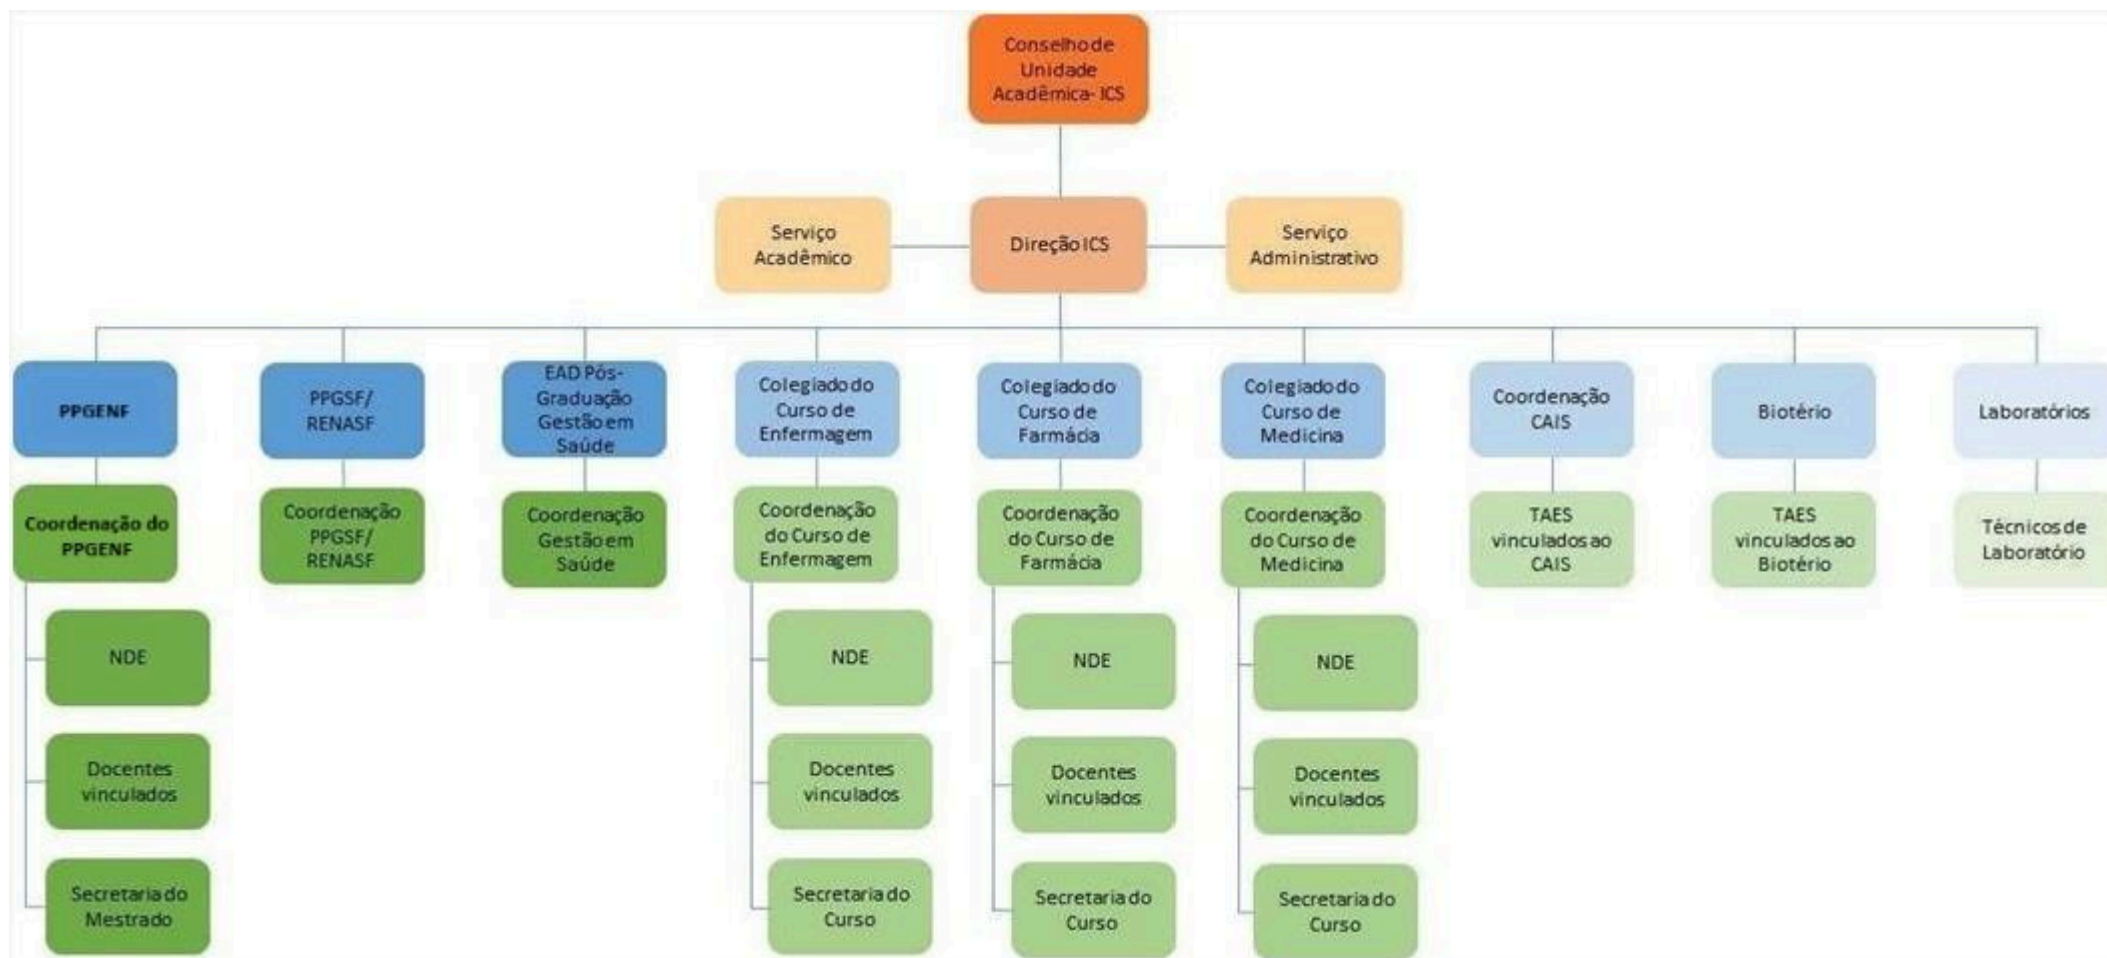 Conselho de
Unidade
Acadêmica- ICS
Serviço
Acadêmico
Direção ICS
Serviço
Administrativo
PPGENF
PPGSF/
RENASF
EAD Pós-
Graduação
Gestão em
Saúde
Colegiado do
Curso de
Enfermagem
Colegiado do
Curso de
Farmácia
Colegiado do
Curso de
Medicina
Coordenação
CAIS
Biotério
Laboratórios
Coordenação do
PPGENF
Coordenação
PPGSF/
RENASF
Coordenação
Gestão em
Saúde
Coordenação
do Curso de
Enfermagem
Coordenação
do Curso de
Farmácia
Coordenação
do Curso de
Medicina
TAES
vinculados ao
CAIS
TAES
vinculados ao
Biotério
Técnicos de
Laboratório
NDE
NDE
NDE
NDE
Docentes
vinculados
Docentes
vinculados
Docentes
vinculados
Docentes
vinculados
Secretaria do
Mestrado
Secretaria do
Curso
Secretaria do
Curso
Secretaria do
Curso